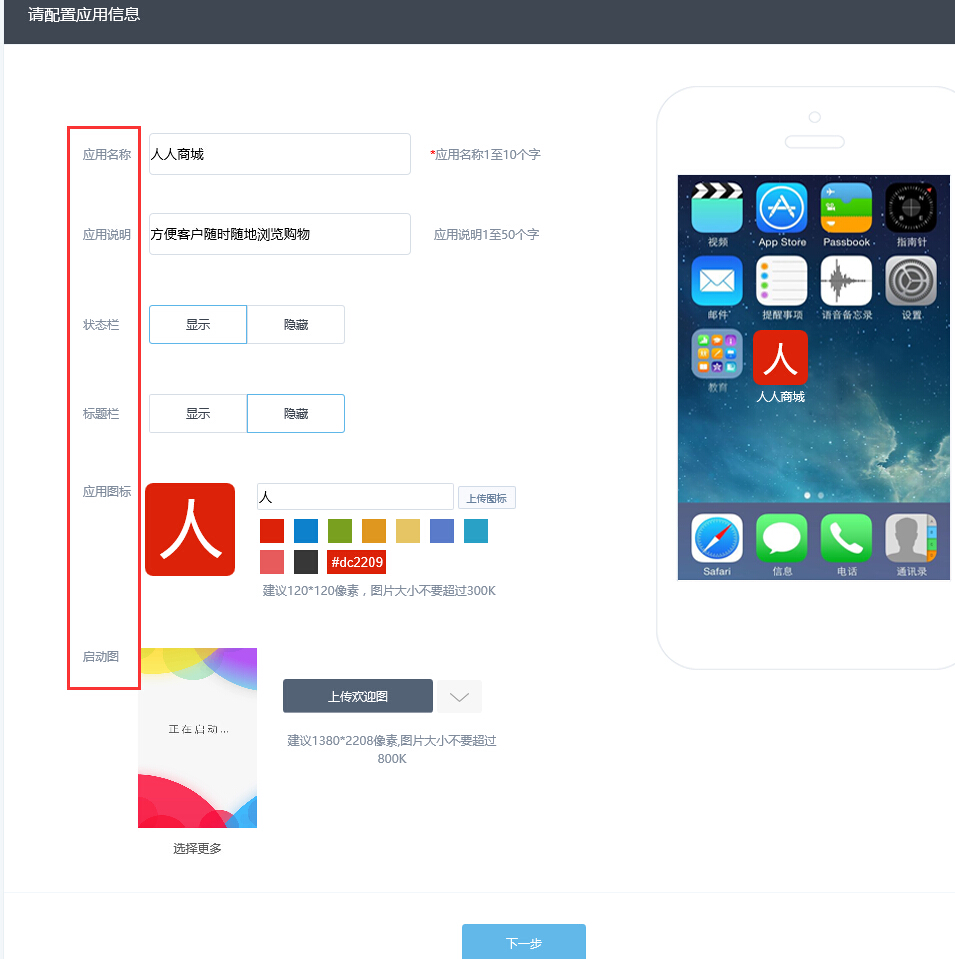 请配置应用信息
应用名称
人人商城
*应用名称1至10个字
应用说明
方便客户随时随地浏览购物
应用说明1至50个字
状态栏
显示
隐藏
标题栏
显示
隐藏
应用图标
人
人
上传图标
#dc2209
建议120*120像素，图片大小不要超过300K
启动图
正在启动...
上传欢迎图
建议1380*2208像素,图片大小不要超过
800K
选择更多
下一步
视频
App Store
Passbook
指南针
邮件
提醒事项
语音备忘录
设置
教育
人
人人商城
Safari
信息
电话
通讯录